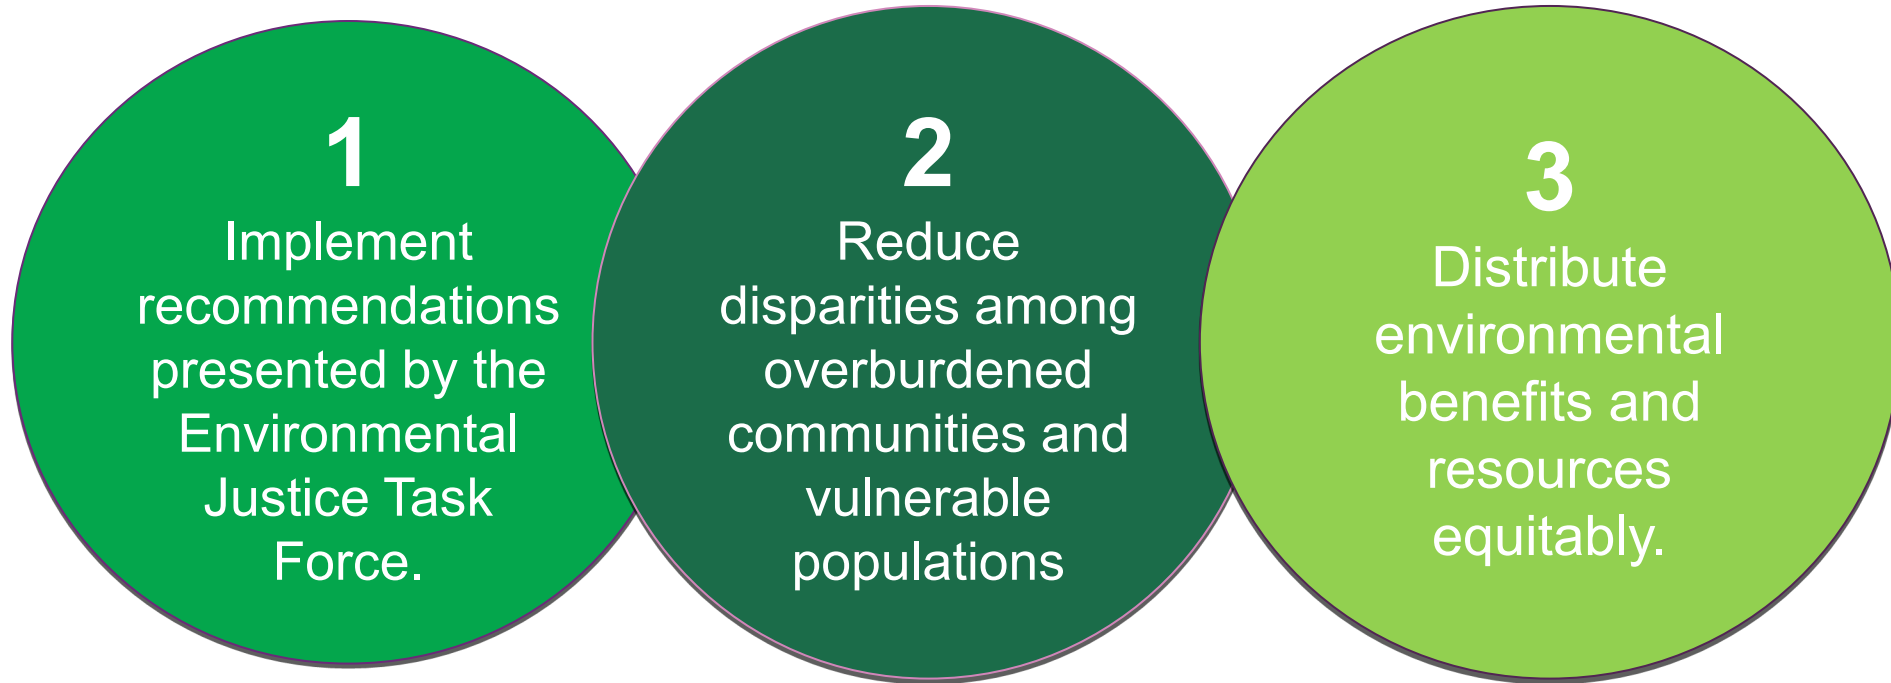 1
Implement
recommendations
presented by the
Environmental
Justice Task
Force.
2
Reduce
disparities among
overburdened
communities and
vulnerable
populations
3
Distribute
environmental
benefits and
resources
equitably.